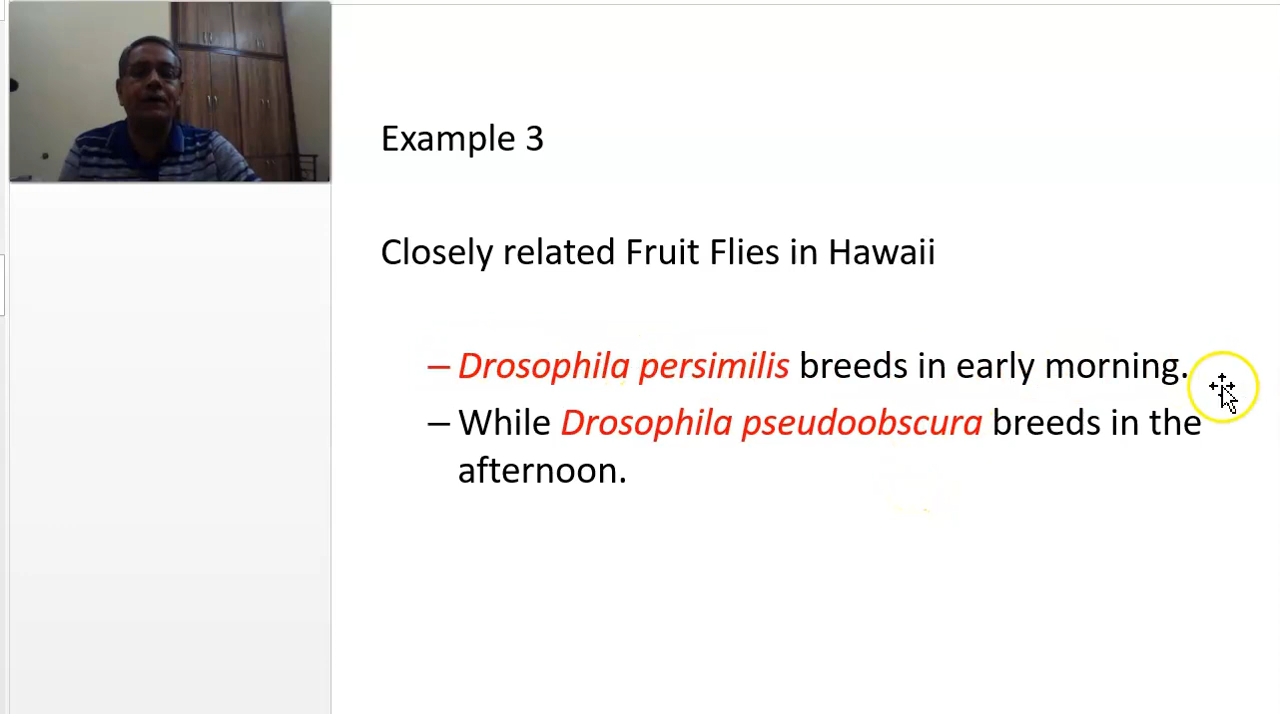 Example 3
Closely related Fruit Flies in Hawaii
– Drosophila persimilis breeds in early morning.
– While Drosophila pseudoobscura breeds in the
afternoon.